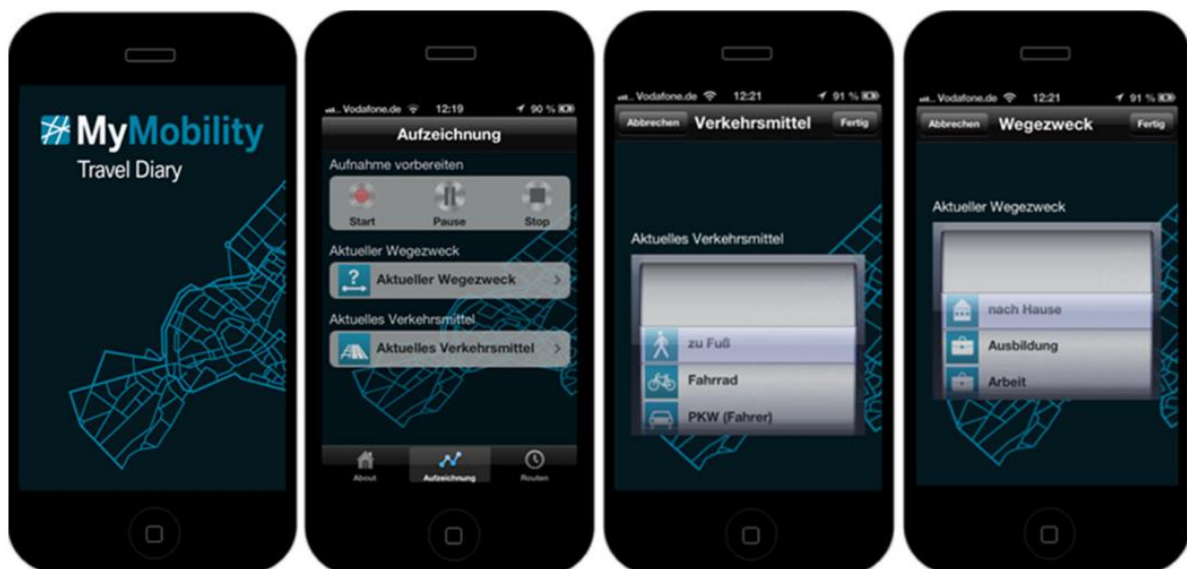 MyMobility
Travel Diary
Vodafone.de 12:19 90 %
Aufzeichnung
Aufnahme vorbereiten
Start Pause Stop
Aktueller Wegezweck
? Aktueller Wegezweck
Aktuelles Verkehrsmittel
Aktuelles Verkehrsmittel
About Aufzeichnung Routen
Vodafone.de 12:21 91 %
Abbrechen Verkehrsmittel Fertig
Aktuelles Verkehrsmittel
zu Fuß
Fahrrad
PKW (Fahrer)
Vodafone.de 12:21 91 %
Abbrechen Wegezweck Fertig
Aktueller Wegezweck
nach Hause
Ausbildung
Arbeit